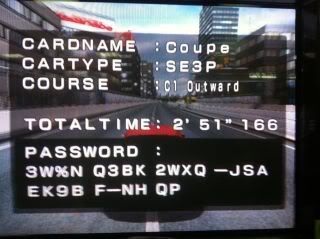 CARDNAME : Coupe
CARTYPE : SE3P
COURSE : C1 Outward
TOTALTIME : 2' 51" 166
PASSWORD :
3W%N Q3BK 2WXQ –JSA
EK9B F–NH QP